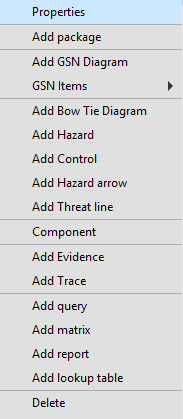 Properties
Add package
Add GSN Diagram
GSN Items
Add Bow Tie Diagram
Add Hazard
Add Control
Add Hazard arrow
Add Threat line
Component
Add Evidence
Add Trace
Add query
Add matrix
Add report
Add lookup table
Delete